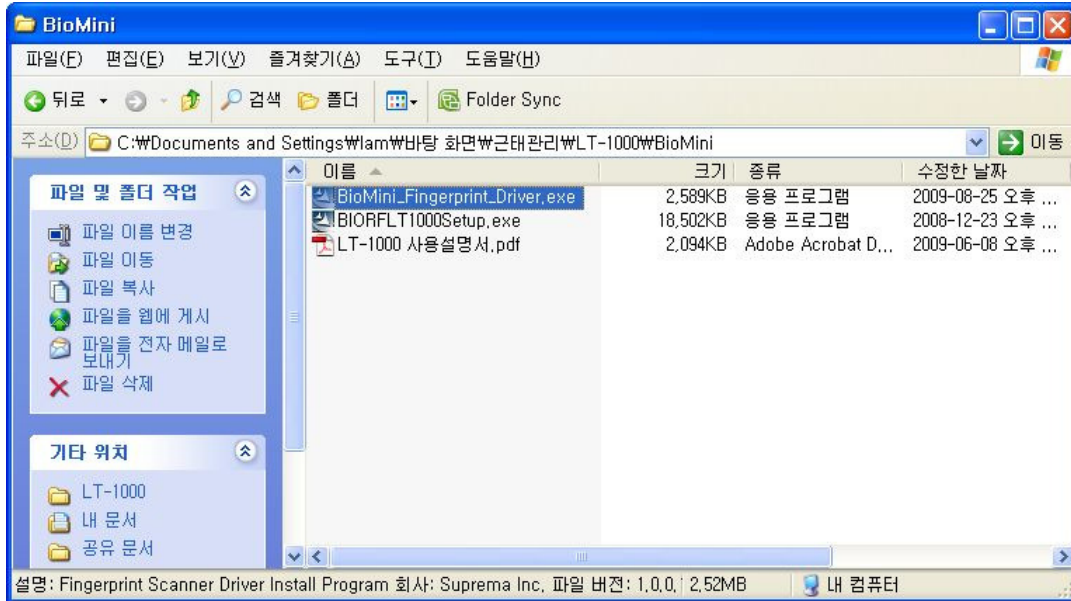 BioMini
파일(F) 편집(E) 보기(V) 즐겨찾기(A) 도구(T) 도움말(H)
뒤로 검색 폴더 Folder Sync
주소(D) C:₩Documents and Settings₩lam₩바탕 화면₩근태관리₩LT-1000₩BioMini 이동
파일 및 폴더 작업
파일 이름 변경
파일 이동
파일 복사
파일을 웹에 게시
파일을 전자 메일로
보내기
파일 삭제
기타 위치
LT-1000
내 문서
공유 문서
이름 크기 종류 수정한 날짜
BioMini_Fingerprint_Driver.exe 2,589KB 응용 프로그램 2009-08-25 오후 ...
BIORFLT1000Setup.exe 18,502KB 응용 프로그램 2008-12-23 오후 ...
LT-1000 사용설명서.pdf 2,094KB Adobe Acrobat D... 2009-06-08 오후 ...
설명: Fingerprint Scanner Driver Install Program 회사: Suprema Inc. 파일 버전: 1.0.0. 2.52MB 내 컴퓨터